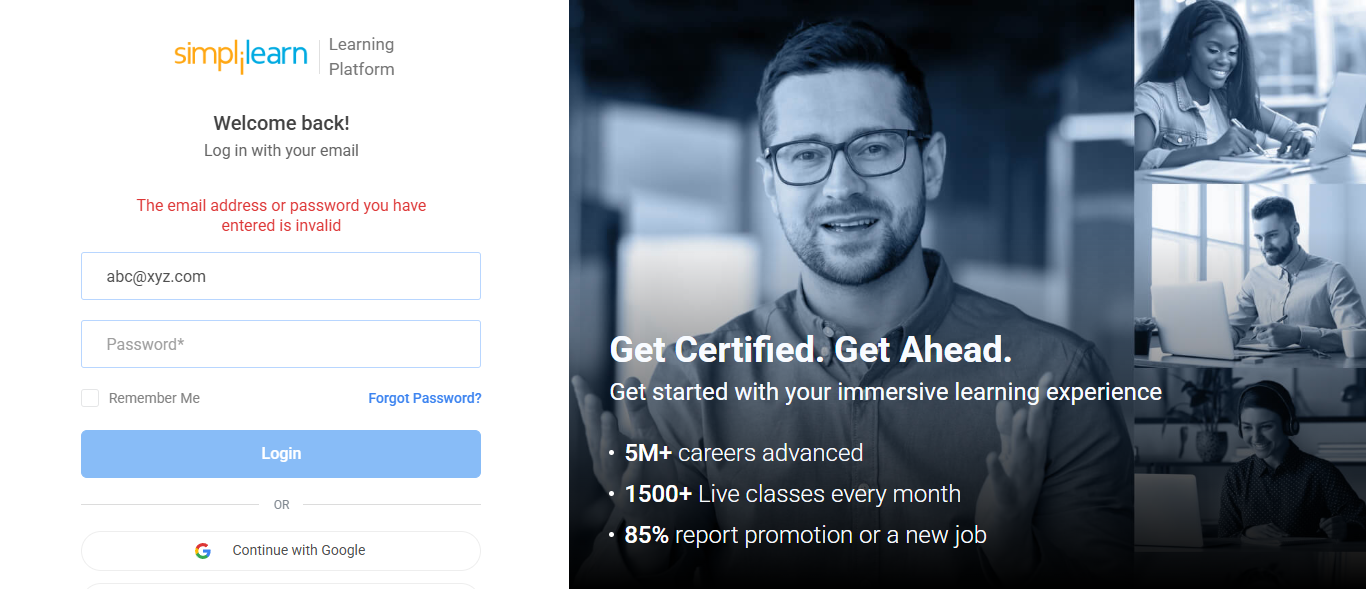 simplilearn
Learning
Platform
Welcome back!
Log in with your email
The email address or password you have
entered is invalid
abc@xyz.com
Password*
Remember Me
Forgot Password?
Login
OR
Continue with Google
Get Certified. Get Ahead.
Get started with your immersive learning experience
• 5M+ careers advanced
• 1500+ Live classes every month
• 85% report promotion or a new job